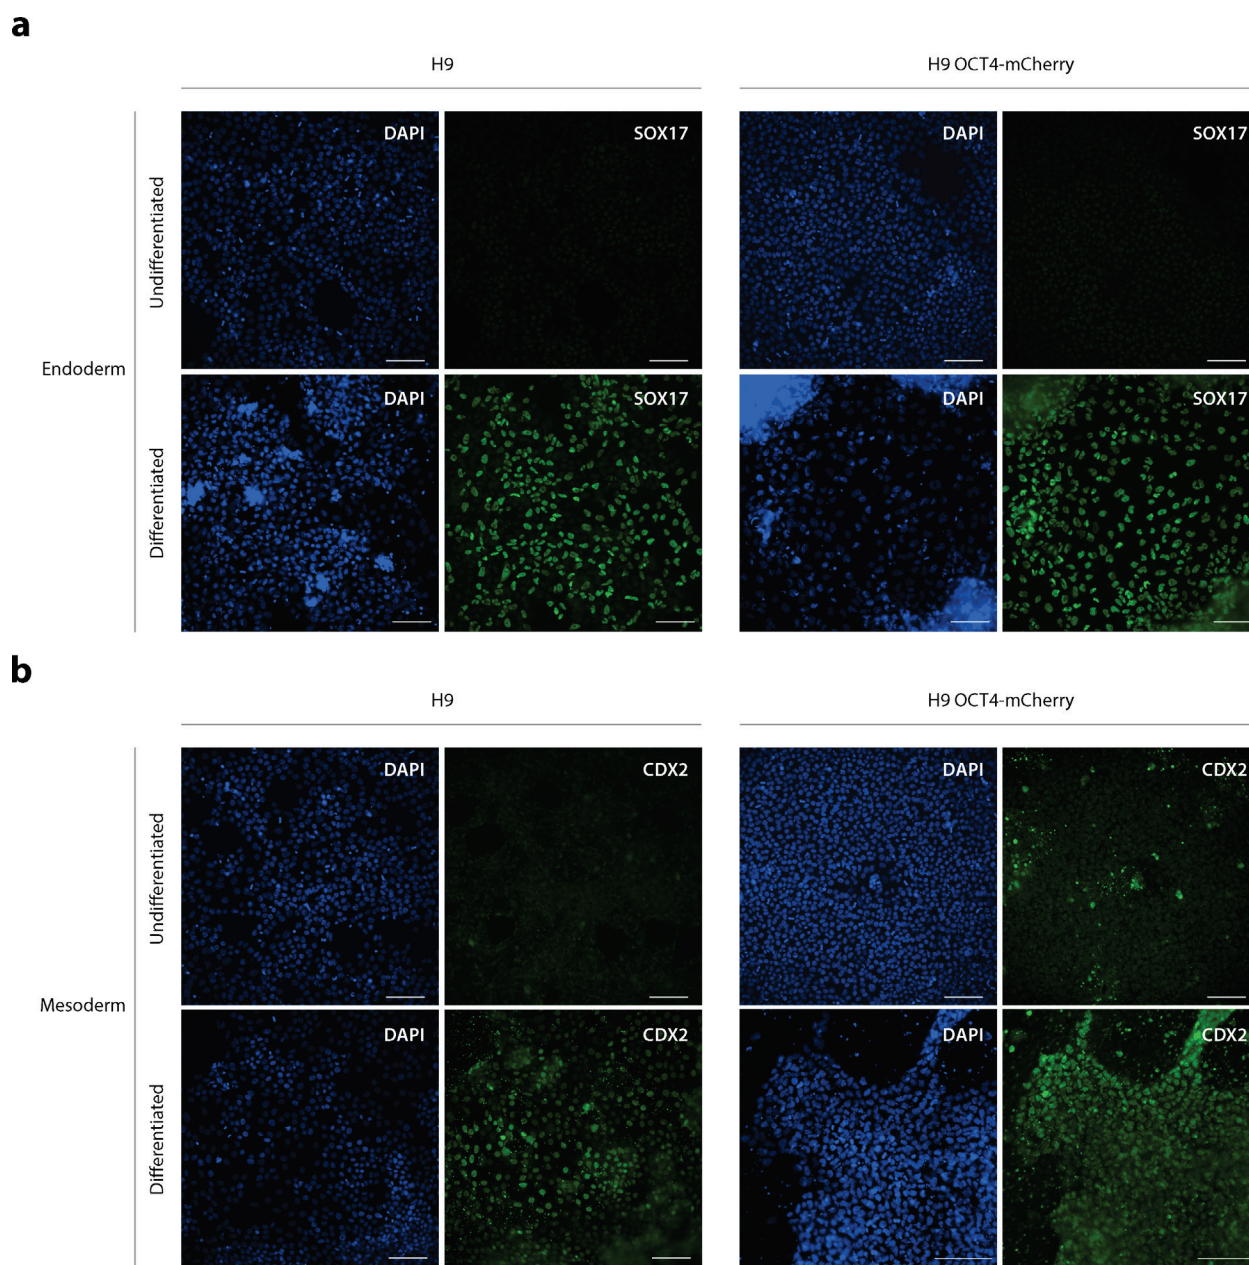 a
H9
H9 OCT4-mCherry
Endoderm
Undifferentiated
DAPI
SOX17
DAPI
SOX17
Differentiated
DAPI
SOX17
DAPI
SOX17
b
H9
H9 OCT4-mCherry
Mesoderm
Undifferentiated
DAPI
CDX2
DAPI
CDX2
Differentiated
DAPI
CDX2
DAPI
CDX2